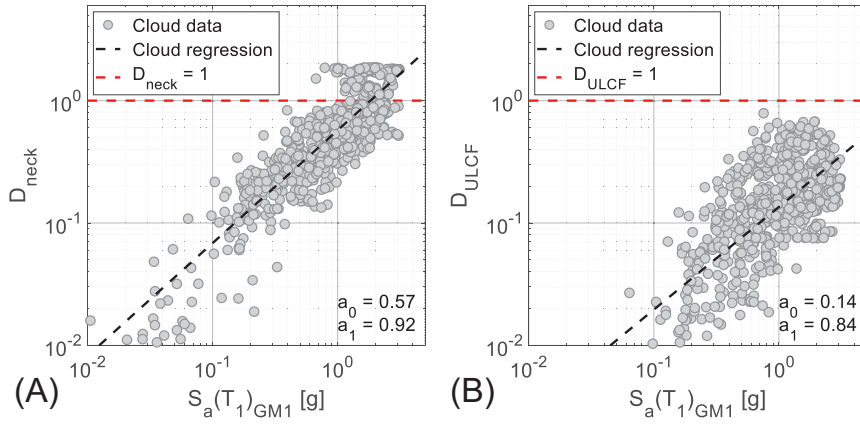 Cloud data
Cloud regression
D_neck = 1
10^0
10^-1
10^-2
D_neck
a_0 = 0.57
a_1 = 0.92
10^-2
10^-1
10^0
(A)
S_a(T_1)_GM1 [g]
Cloud data
Cloud regression
D_ULCF = 1
10^0
10^-1
10^-2
D_ULCF
a_0 = 0.14
a_1 = 0.84
10^-2
10^-1
10^0
(B)
S_a(T_1)_GM1 [g]